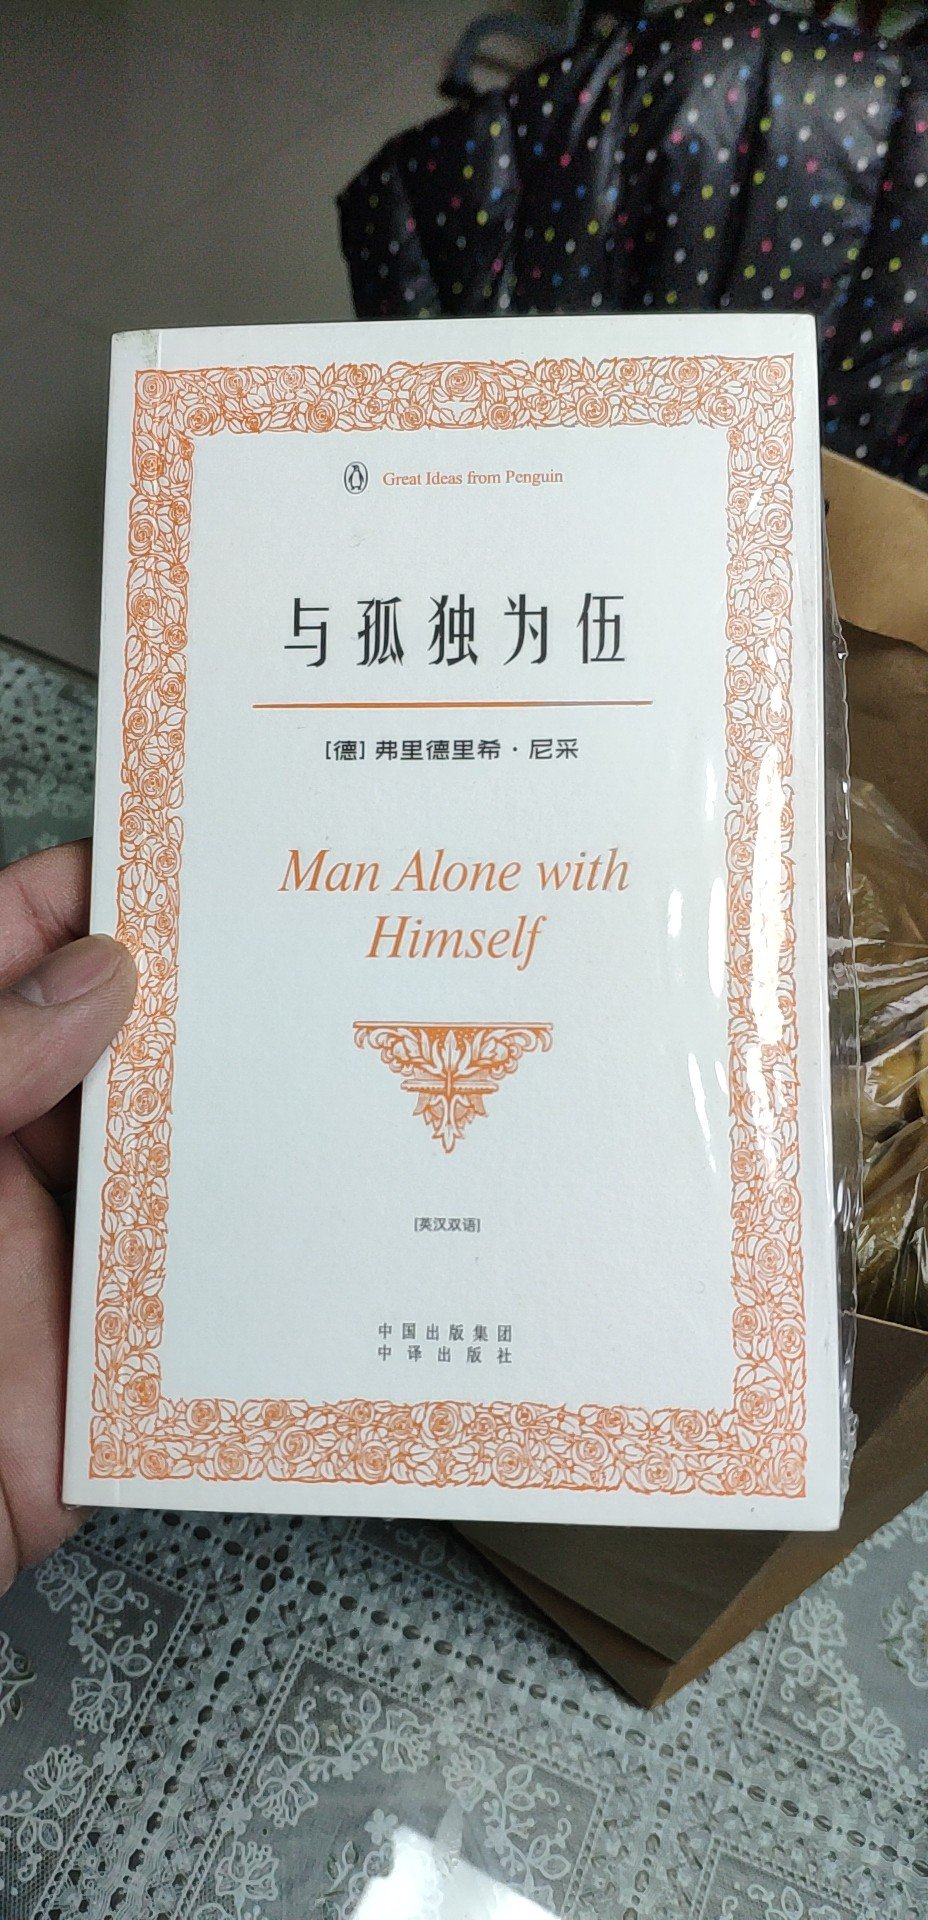 Great Ideas from Penguin
与孤独为伍
[德] 弗里德里希·尼采
Man Alone with
Himself
[英汉双语]
中国出版集团
中译出版社